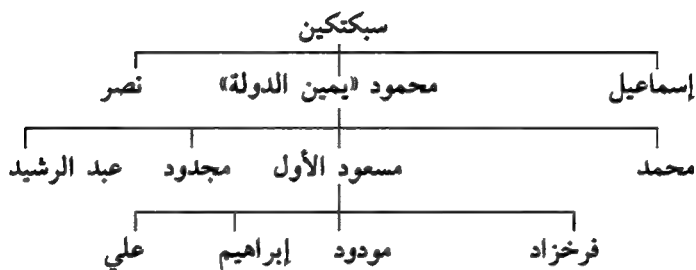 سبكتكين
إسماعيل محمود «يمين الدولة» نصر
محمد مسعود الأول مجدود عبد الرشيد
فرخزاد مودود إبراهيم علي